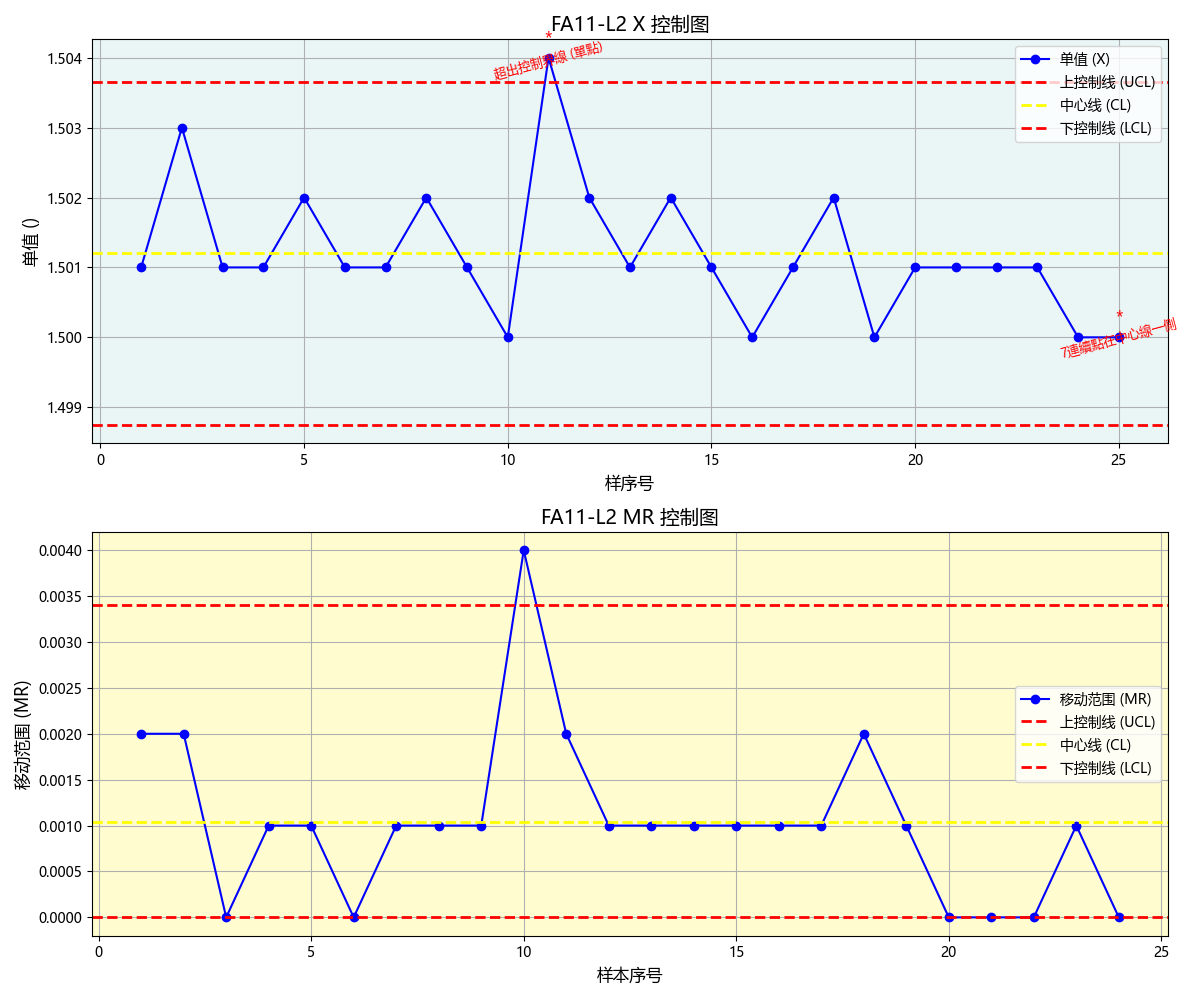 FA11-L2 X 控制图
*
超出控制界線 (單點)
1.504
1.503
1.502
1.501
1.500
1.499
单值 ()
单值 (X)
上控制线 (UCL)
中心线 (CL)
下控制线 (LCL)
*
7連續點在中心線一側
0
5
10
15
20
25
样序号
FA11-L2 MR 控制图
0.0040
0.0035
0.0030
0.0025
0.0020
0.0015
0.0010
0.0005
0.0000
移动范围 (MR)
移动范围 (MR)
上控制线 (UCL)
中心线 (CL)
下控制线 (LCL)
0
5
10
15
20
25
样本序号